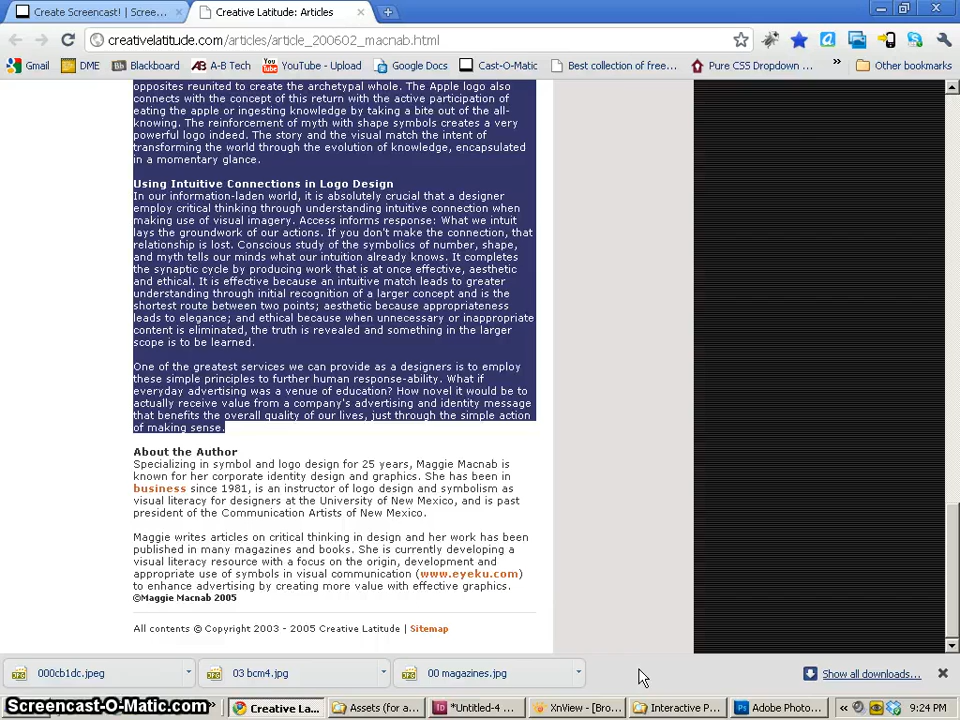 Create Screencast! | Scree...
Creative Latitude: Articles
creativelatitude.com/articles/article_200602_macnab.html
Gmail
DME
Blackboard
A-B Tech
YouTube - Upload
Google Docs
Cast-O-Matic
Best collection of free...
Pure CSS Dropdown ...
»
Other bookmarks
opposites reunited to create the archetypal whole. The Apple logo also
connects with the concept of this return with the active participation of
eating the apple or ingesting knowledge by taking a bite out of the all-
knowing. The reinforcement of myth with shape symbols creates a very
powerful logo indeed. The story and the visual match the intent of
transforming the world through the evolution of knowledge, encapsulated
in a momentary glance.
Using Intuitive Connections in Logo Design
In our information-laden world, it is absolutely crucial that a designer
employ critical thinking through understanding intuitive connection when
making use of visual imagery. Access informs response: What we intuit
lays the groundwork of our actions. If you don't make the connection, that
relationship is lost. Conscious study of the symbolics of number, shape,
and myth tells our minds what our intuition already knows. It completes
the synaptic cycle by producing work that is at once effective, aesthetic
and ethical. It is effective because an intuitive match leads to greater
understanding through initial recognition of a larger concept and is the
shortest route between two points; aesthetic because appropriateness
leads to elegance; and ethical because when unnecessary or inappropriate
content is eliminated, the truth is revealed and something in the larger
scope is to be learned.
One of the greatest services we can provide as a designers is to employ
these simple principles to further human response-ability. What if
everyday advertising was a venue of education? How novel it would be to
actually receive value from a company's advertising and identity message
that benefits the overall quality of our lives, just through the simple action
of making sense.
About the Author
Specializing in symbol and logo design for 25 years, Maggie Macnab is
known for her corporate identity design and graphics. She has been in
business since 1981, is an instructor of logo design and symbolism as
visual literacy for designers at the University of New Mexico, and is past
president of the Communication Artists of New Mexico.
Maggie writes articles on critical thinking in design and her work has been
published in many magazines and books. She is currently developing a
visual literacy resource with a focus on the origin, development and
appropriate use of symbols in visual communication (www.eyeku.com)
to enhance advertising by creating more value with effective graphics.
©Maggie Macnab 2005
All contents © Copyright 2003 - 2005 Creative Latitude | Sitemap
000cb1dc.jpeg
03 bcm4.jpg
00 magazines.jpg
Show all downloads...
Screencast-O-Matic.com
»
Creative La...
Assets (for a...
*Untitled-4 ...
XnView - [Bro...
Interactive P...
Adobe Photo...
«
9:24 PM